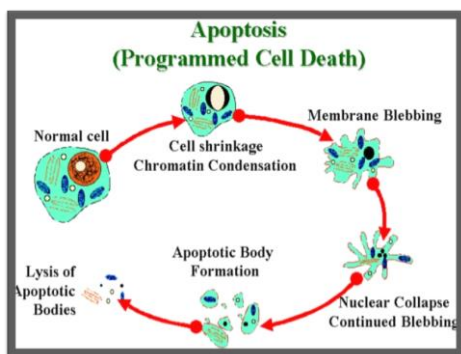 Apoptosis
(Programmed Cell Death)
Normal cell
Cell shrinkage
Chromatin Condensation
Membrane Blebbing
Nuclear Collapse
Continued Blebbing
Apoptotic Body
Formation
Lysis of
Apoptotic
Bodies